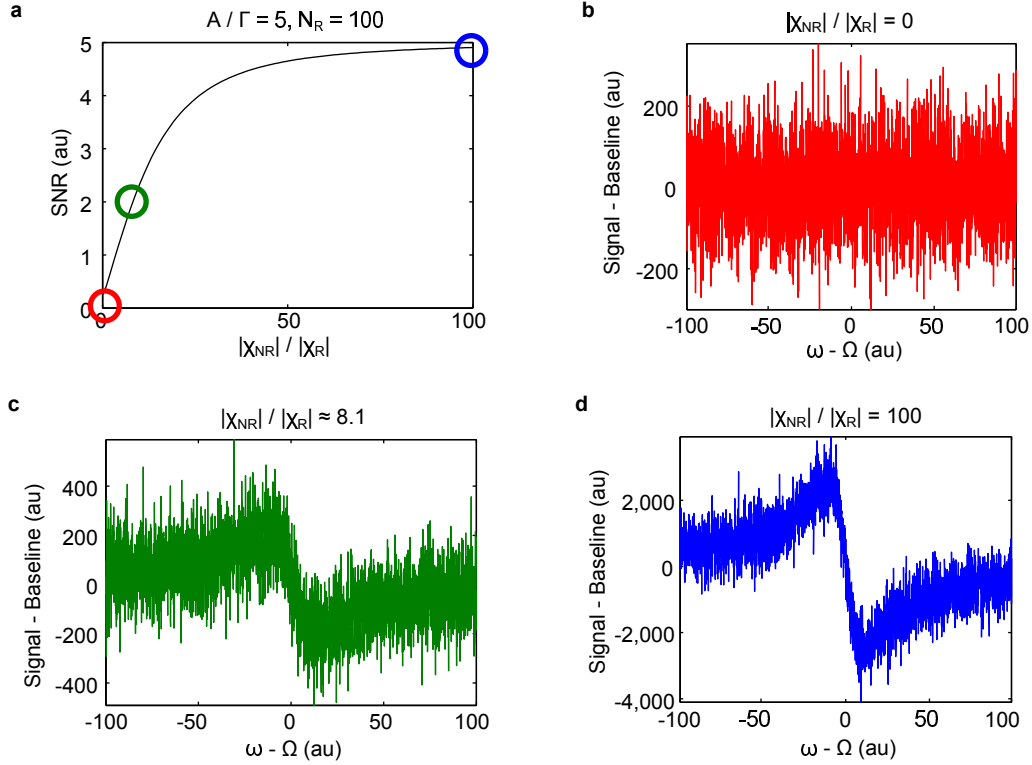 a
A / Γ = 5, N_R = 100
5
4
3
2
1
0
SNR (au)
0
50
100
|χ_NR| / |χ_R|
b
|χ_NR| / |χ_R| = 0
200
0
-200
Signal - Baseline (au)
-100
-50
0
50
100
ω - Ω (au)
c
|χ_NR| / |χ_R| ≈ 8.1
400
200
0
-200
-400
Signal - Baseline (au)
-100
-50
0
50
100
ω - Ω (au)
d
|χ_NR| / |χ_R| = 100
2,000
0
-2,000
-4,000
Signal - Baseline (au)
-100
-50
0
50
100
ω - Ω (au)